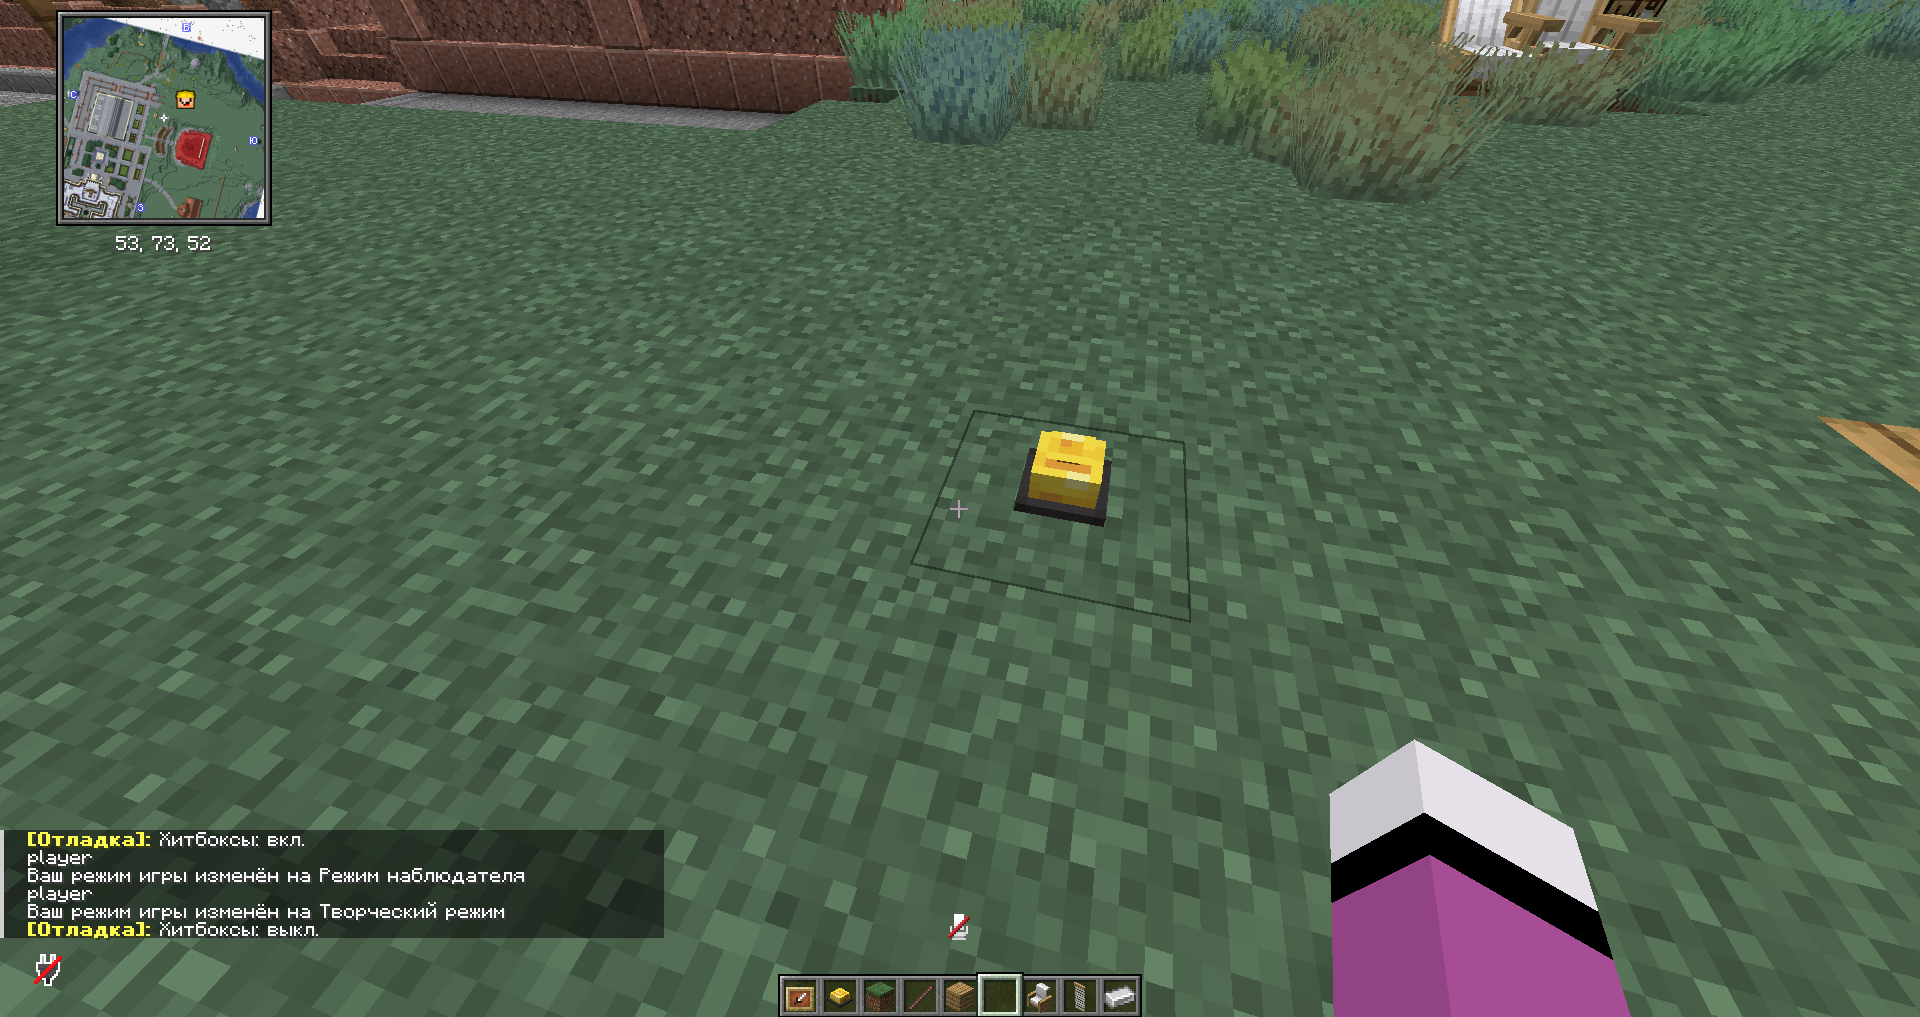 Б
С
Ю
З
53, 73, 52
[Отладка]: Хитбоксы: вкл.
player
Ваш режим игры изменён на Режим наблюдателя
player
Ваш режим игры изменён на Творческий режим
[Отладка]: Хитбоксы: выкл.